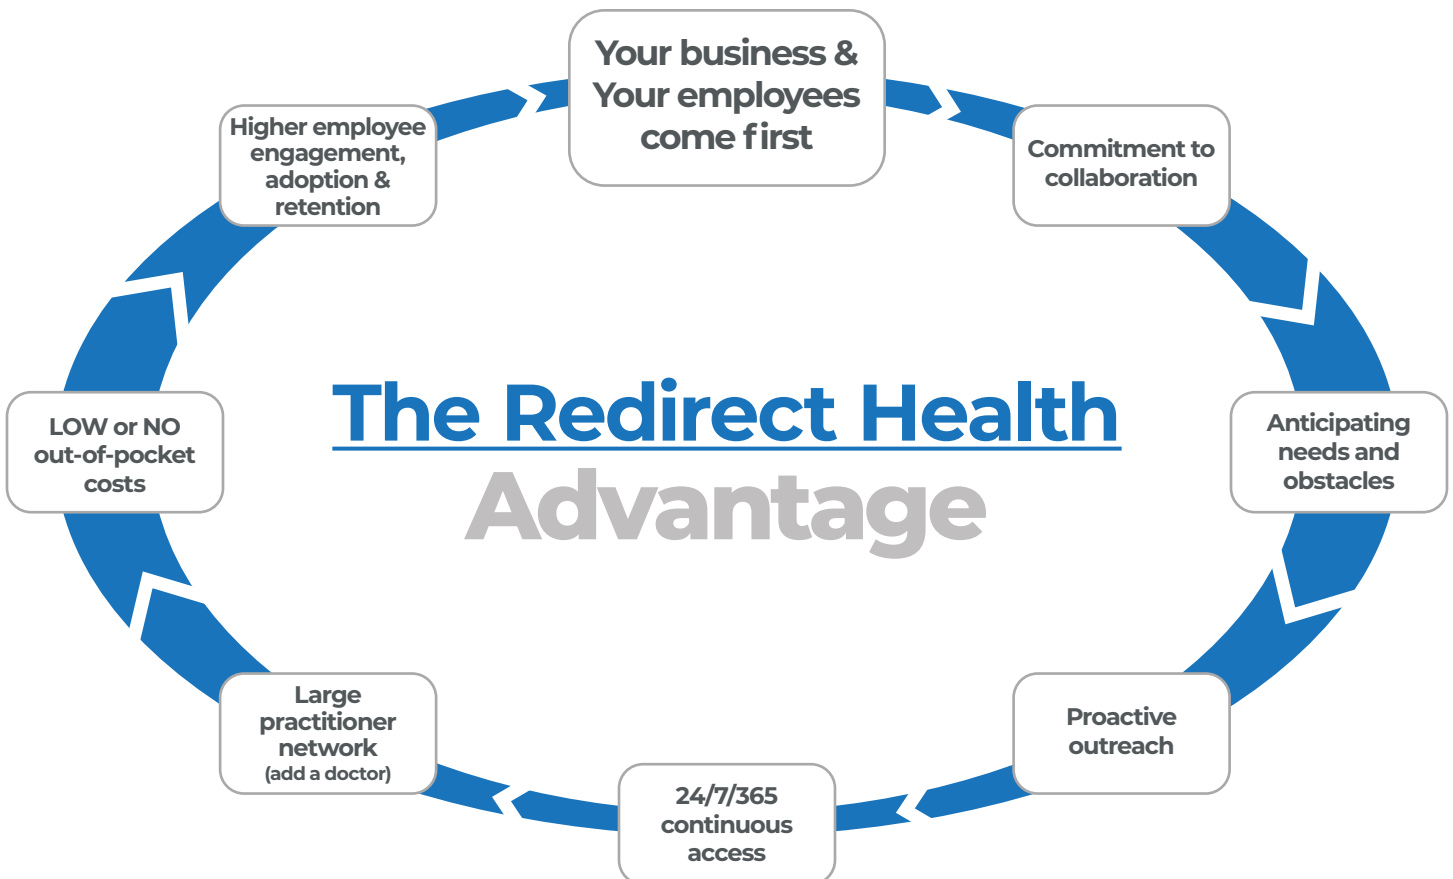 Your business &
Your employees
come first
Higher employee
engagement,
adoption &
retention
Commitment to
collaboration
The Redirect Health
Advantage
LOW or NO
out-of-pocket
costs
Anticipating
needs and
obstacles
Large
practitioner
network
(add a doctor)
Proactive
outreach
24/7/365
continuous
access